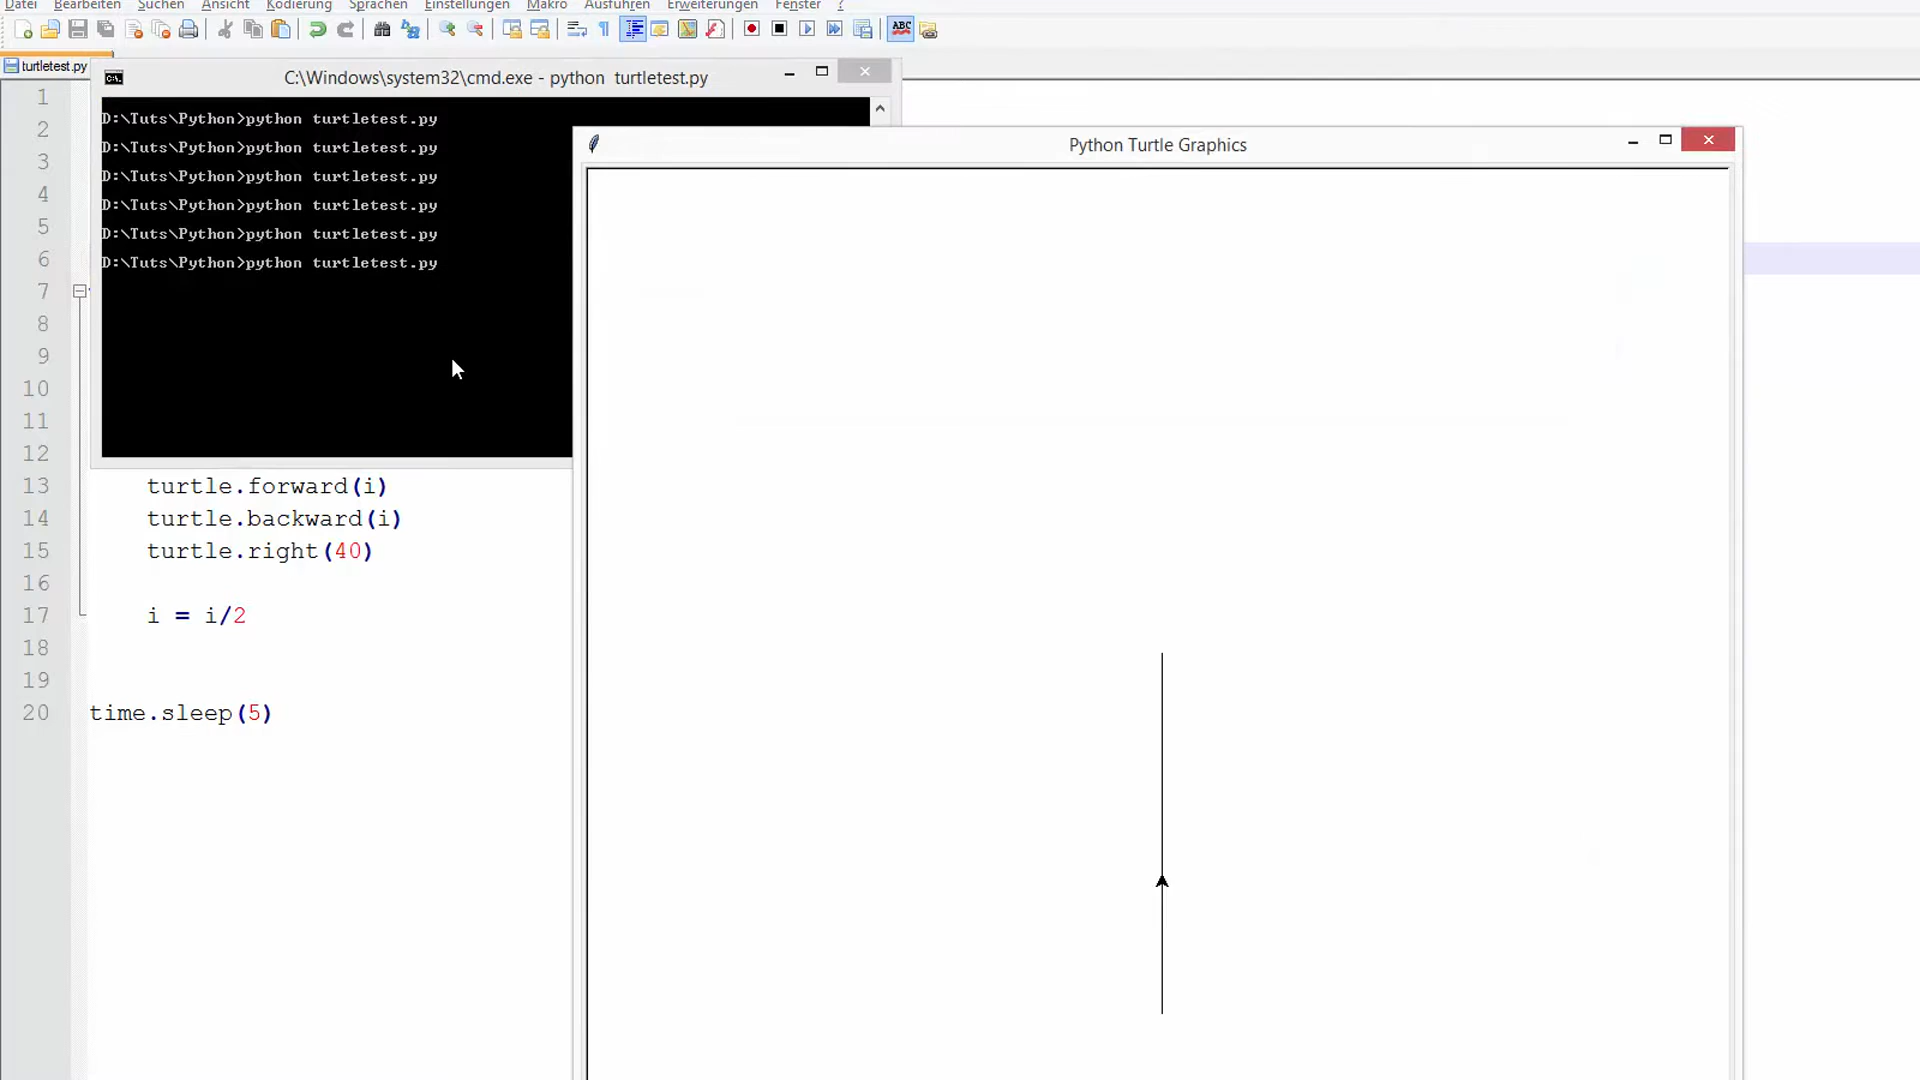 Datei Bearbeiten Suchen Ansicht Kodierung Sprachen Einstellungen Makro Ausführen Erweiterungen Fenster ?
ABC
turtletest.py
C:\Windows\system32\cmd.exe - python turtletest.py
D:\Tuts\Python>python turtletest.py
D:\Tuts\Python>python turtletest.py
D:\Tuts\Python>python turtletest.py
D:\Tuts\Python>python turtletest.py
D:\Tuts\Python>python turtletest.py
D:\Tuts\Python>python turtletest.py
Python Turtle Graphics
1
2
3
4
5
6
7
8
9
10
11
12
13 turtle.forward(i)
14 turtle.backward(i)
15 turtle.right(40)
16
17 i = i/2
18
19
20 time.sleep(5)